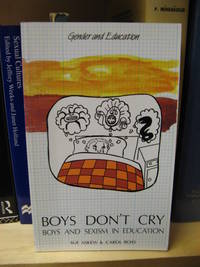 Gender and Education
BOYS DON'T CRY
BOYS AND SEXISM IN EDUCATION
SUE ASKEW & CAROL ROSS
Sexual Cultures
Edited by Jeffrey Weeks and Janet Holland